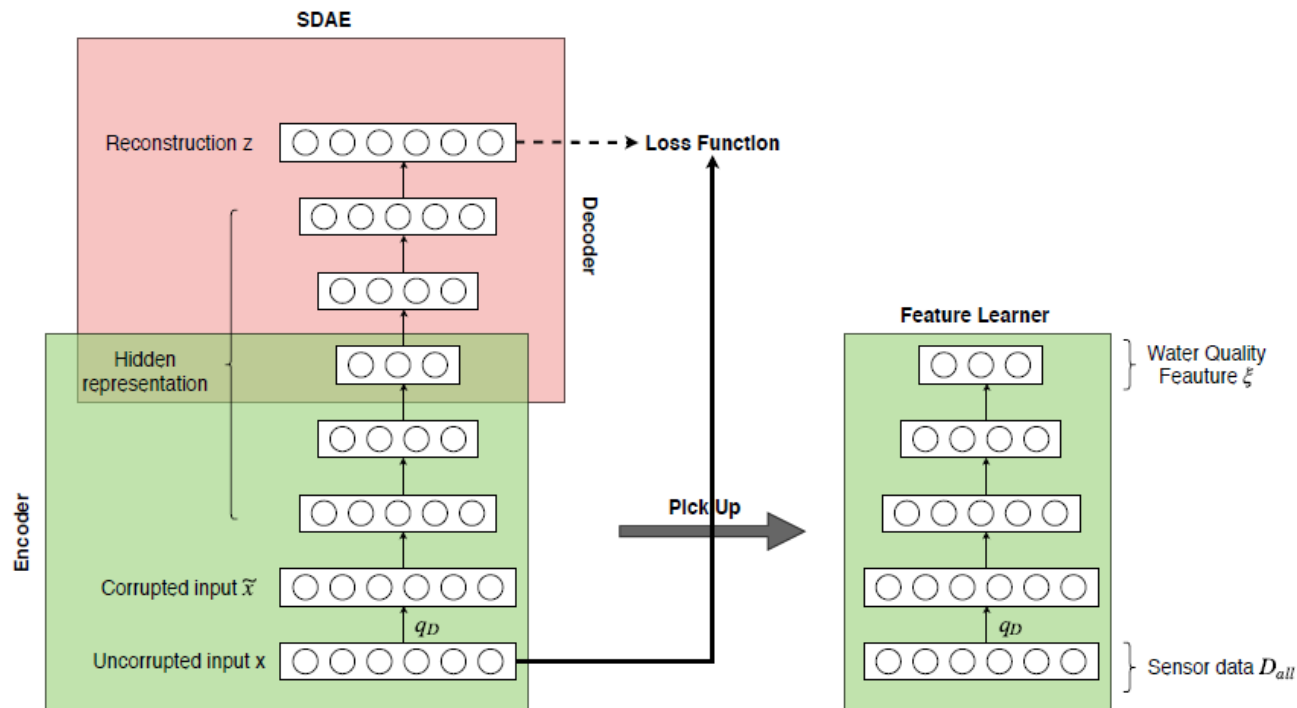 SDAE
Reconstruction z
Loss Function
Decoder
Hidden
representation
Encoder
Corrupted input x̃
q_D
Uncorrupted input x
Pick Up
Feature Learner
Water Quality
Feauture ξ
q_D
Sensor data D_all